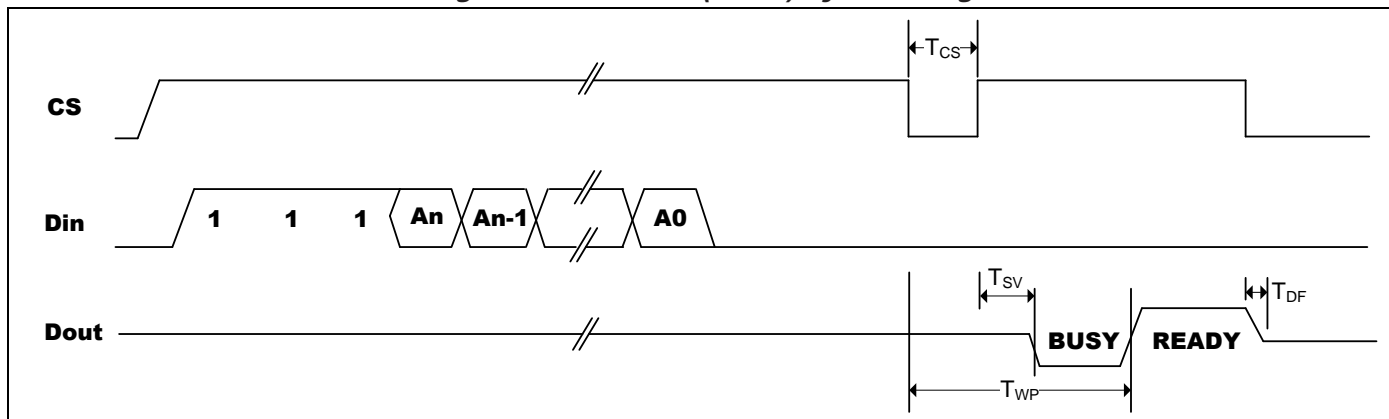 TCS
CS
Din 1 1 1 An An-1 A0
TSV
TDF
Dout BUSY READY
TWP